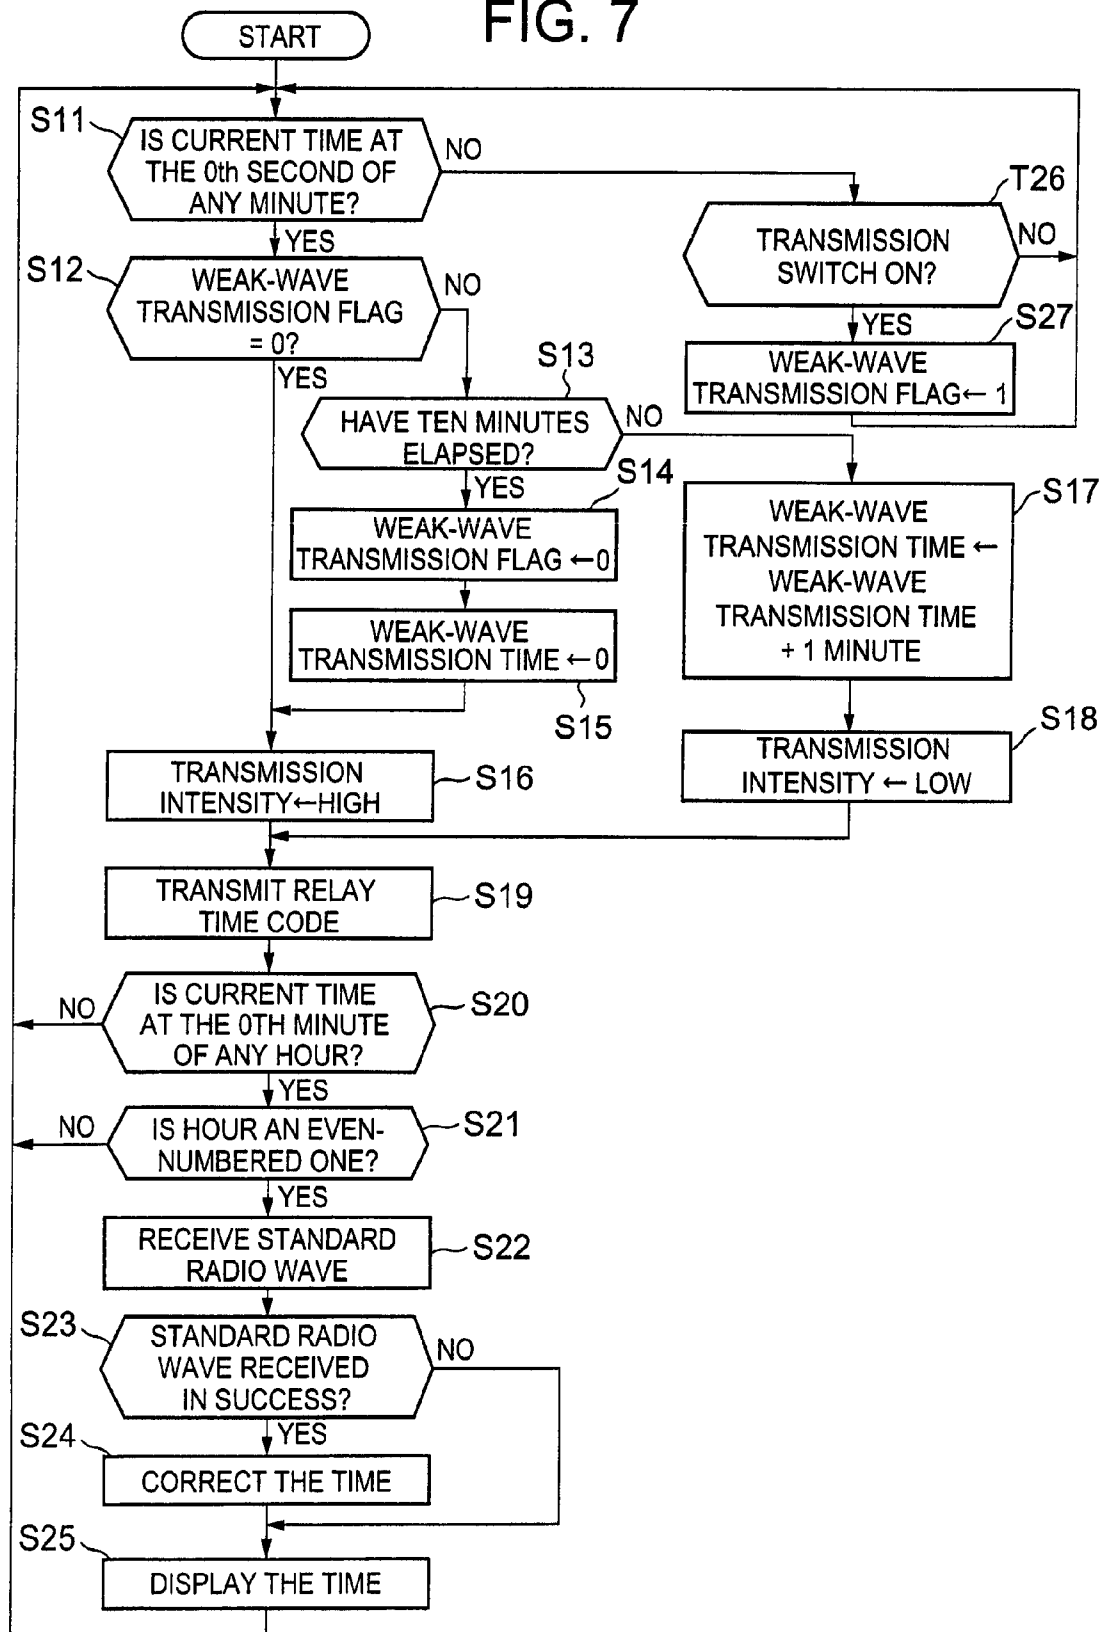 FIG. 7
START
S11
IS CURRENT TIME AT
THE 0th SECOND OF
ANY MINUTE?
NO
YES
T26
TRANSMISSION
SWITCH ON?
NO
YES
S12
WEAK-WAVE
TRANSMISSION FLAG
= 0?
NO
YES
S27
WEAK-WAVE
TRANSMISSION FLAG← 1
S13
HAVE TEN MINUTES
ELAPSED?
NO
YES
S14
WEAK-WAVE
TRANSMISSION FLAG ←0
S17
WEAK-WAVE
TRANSMISSION TIME ←
WEAK-WAVE
TRANSMISSION TIME
+ 1 MINUTE
WEAK-WAVE
TRANSMISSION TIME ←0
S15
S18
TRANSMISSION
INTENSITY ← LOW
TRANSMISSION
INTENSITY←HIGH
S16
TRANSMIT RELAY
TIME CODE
S19
IS CURRENT TIME
AT THE 0TH MINUTE
OF ANY HOUR?
S20
NO
YES
IS HOUR AN EVEN-
NUMBERED ONE?
S21
NO
YES
RECEIVE STANDARD
RADIO WAVE
S22
S23
STANDARD RADIO
WAVE RECEIVED
IN SUCCESS?
NO
YES
S24
CORRECT THE TIME
S25
DISPLAY THE TIME